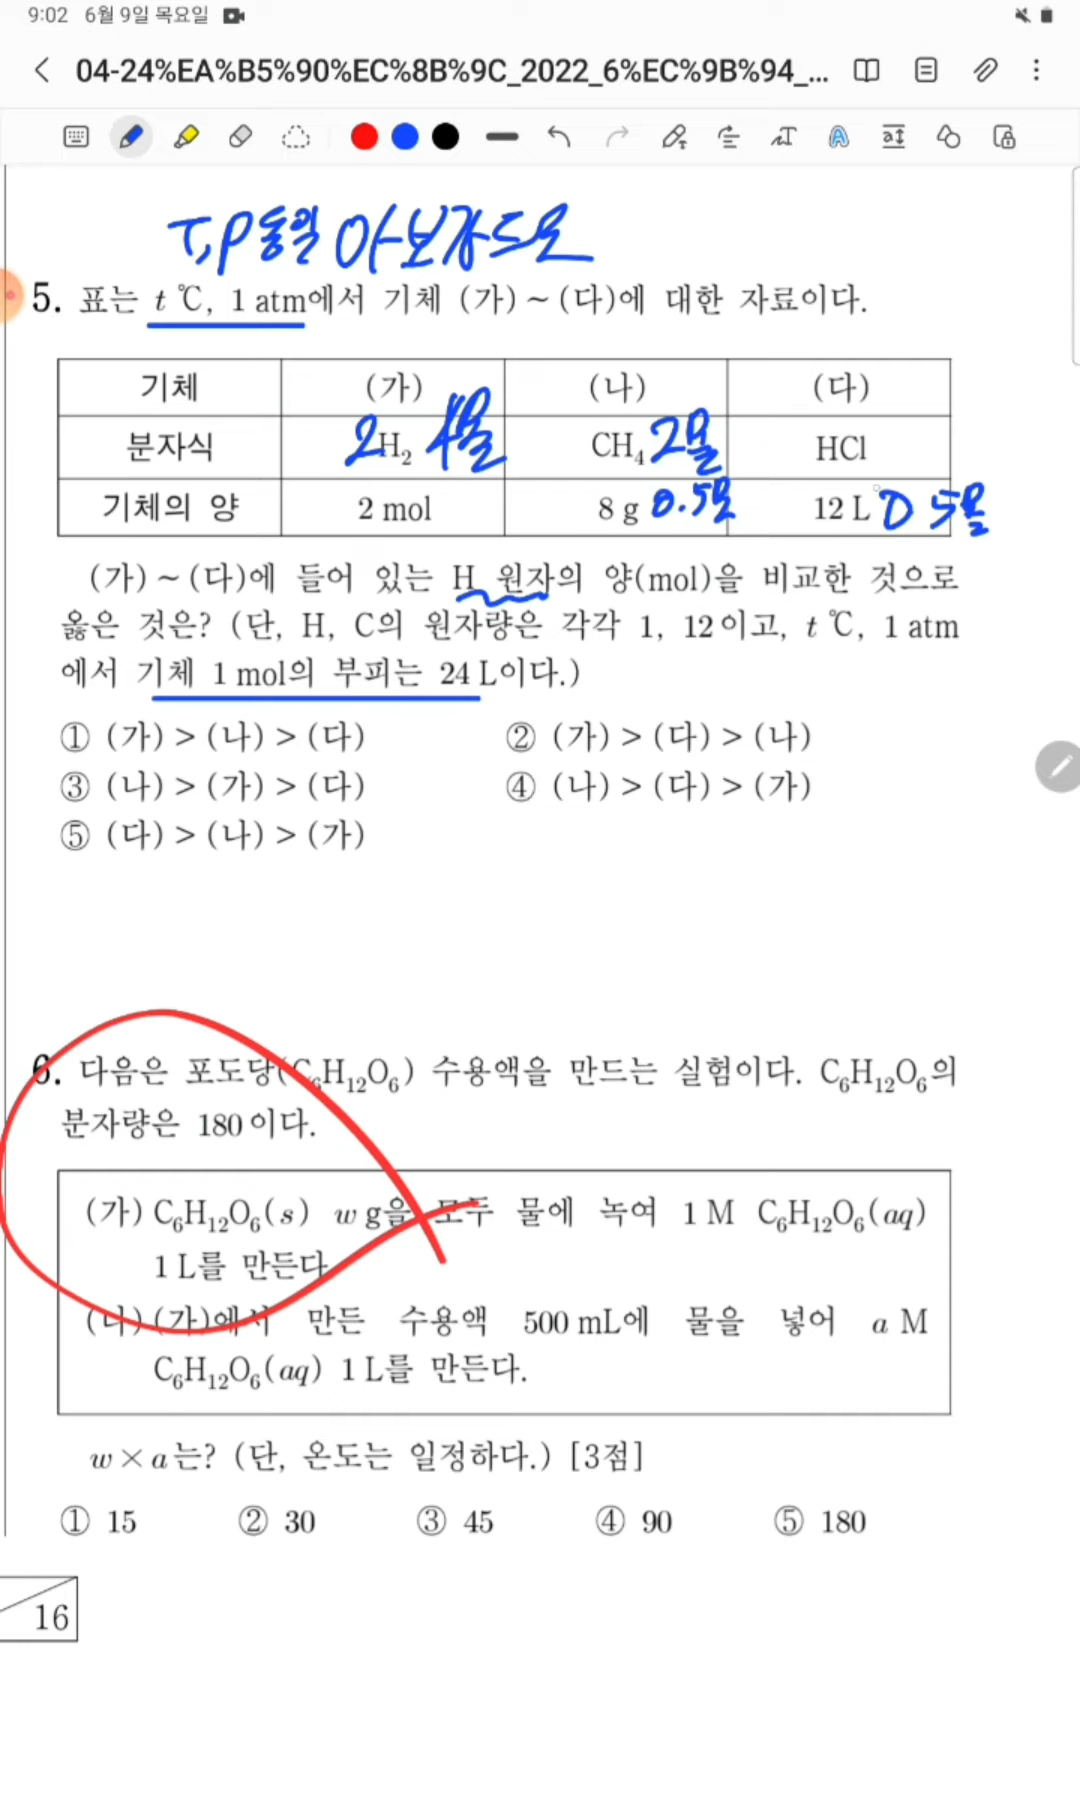 9:02 6월 9일 목요일
04-24%EA%B5%90%EC%8B%9C_2022_6%EC%9B%94_...
T,P동일 아보가드로
5. 표는 t ℃, 1 atm에서 기체 (가) ~ (다)에 대한 자료이다.
기체 (가) (나) (다)
분자식 2H₂ 4몰 CH₄ 2몰 HCl
기체의 양 2 mol 8 g 0.5몰 12 L 0.5몰
(가) ~ (다)에 들어 있는 H 원자의 양(mol)을 비교한 것으로
옳은 것은? (단, H, C의 원자량은 각각 1, 12이고, t ℃, 1 atm
에서 기체 1 mol의 부피는 24 L이다.)
① (가) > (나) > (다) ② (가) > (다) > (나)
③ (나) > (가) > (다) ④ (나) > (다) > (가)
⑤ (다) > (나) > (가)
6. 다음은 포도당(C₆H₁₂O₆) 수용액을 만드는 실험이다. C₆H₁₂O₆의
분자량은 180이다.
(가) C₆H₁₂O₆(s) w g을 모두 물에 녹여 1 M C₆H₁₂O₆(aq)
1 L를 만든다.
(나) (가)에서 만든 수용액 500 mL에 물을 넣어 a M
C₆H₁₂O₆(aq) 1 L를 만든다.
w×a는? (단, 온도는 일정하다.) [3점]
① 15 ② 30 ③ 45 ④ 90 ⑤ 180
16